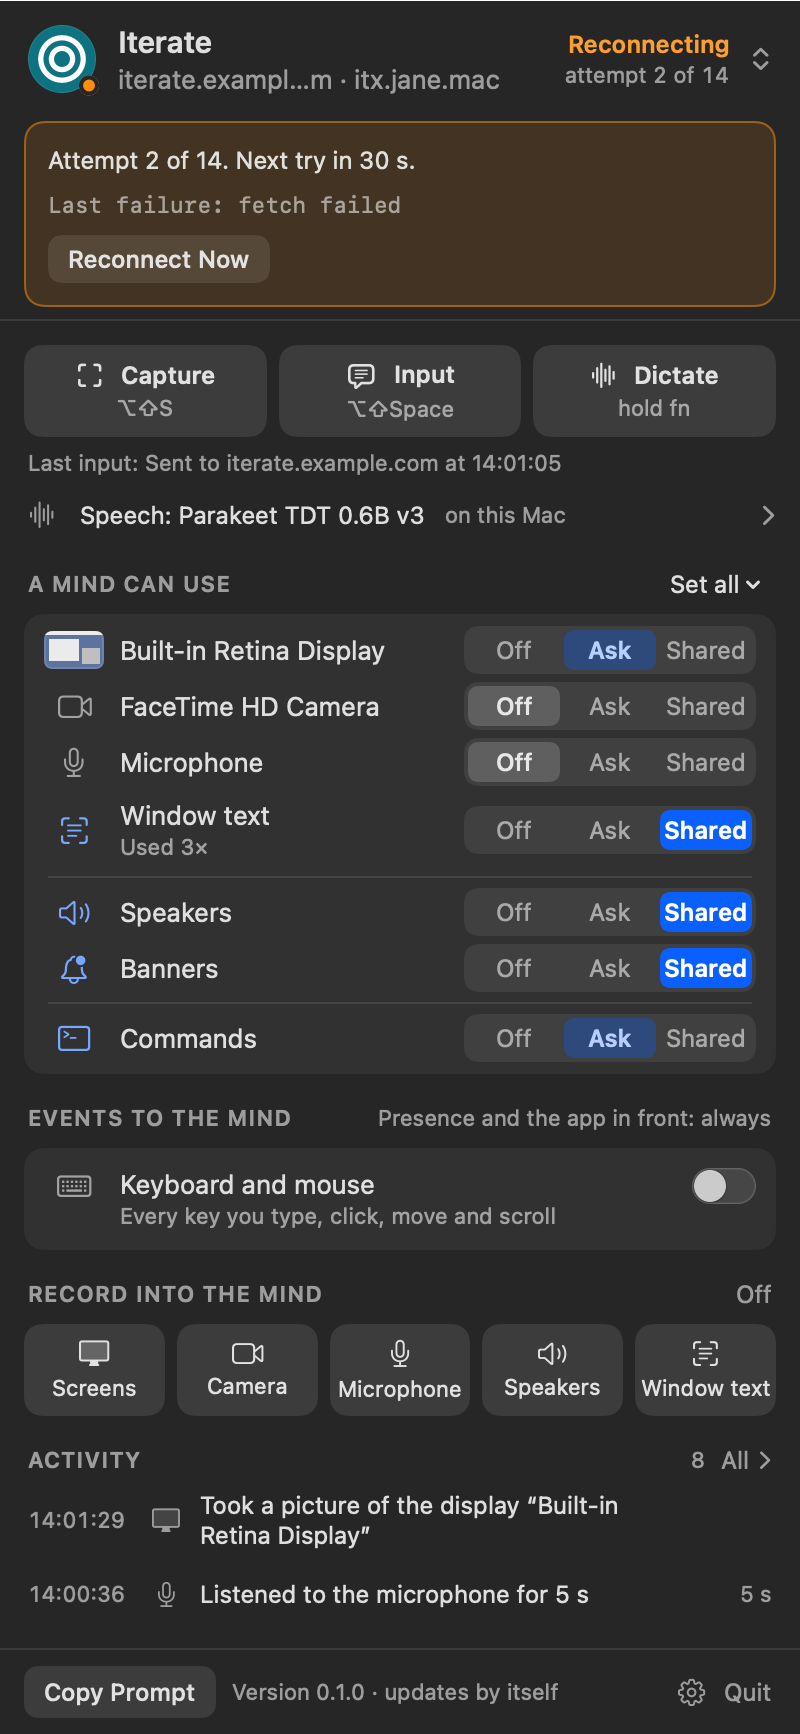 Iterate
iterate.exampl...m · itx.jane.mac
Reconnecting
attempt 2 of 14
Attempt 2 of 14. Next try in 30 s.
Last failure: fetch failed
Reconnect Now
Capture
⌥⇧S
Input
⌥⇧Space
Dictate
hold fn
Last input: Sent to iterate.example.com at 14:01:05
Speech: Parakeet TDT 0.6B v3 on this Mac
A MIND CAN USE
Set all
Built-in Retina Display Off Ask Shared
FaceTime HD Camera Off Ask Shared
Microphone Off Ask Shared
Window text Off Ask Shared
Used 3×
Speakers Off Ask Shared
Banners Off Ask Shared
Commands Off Ask Shared
EVENTS TO THE MIND
Presence and the app in front: always
Keyboard and mouse
Every key you type, click, move and scroll
RECORD INTO THE MIND
Off
Screens
Camera
Microphone
Speakers
Window text
ACTIVITY
8 All
14:01:29 Took a picture of the display “Built-in
Retina Display”
14:00:36 Listened to the microphone for 5 s 5 s
Copy Prompt
Version 0.1.0 · updates by itself
Quit